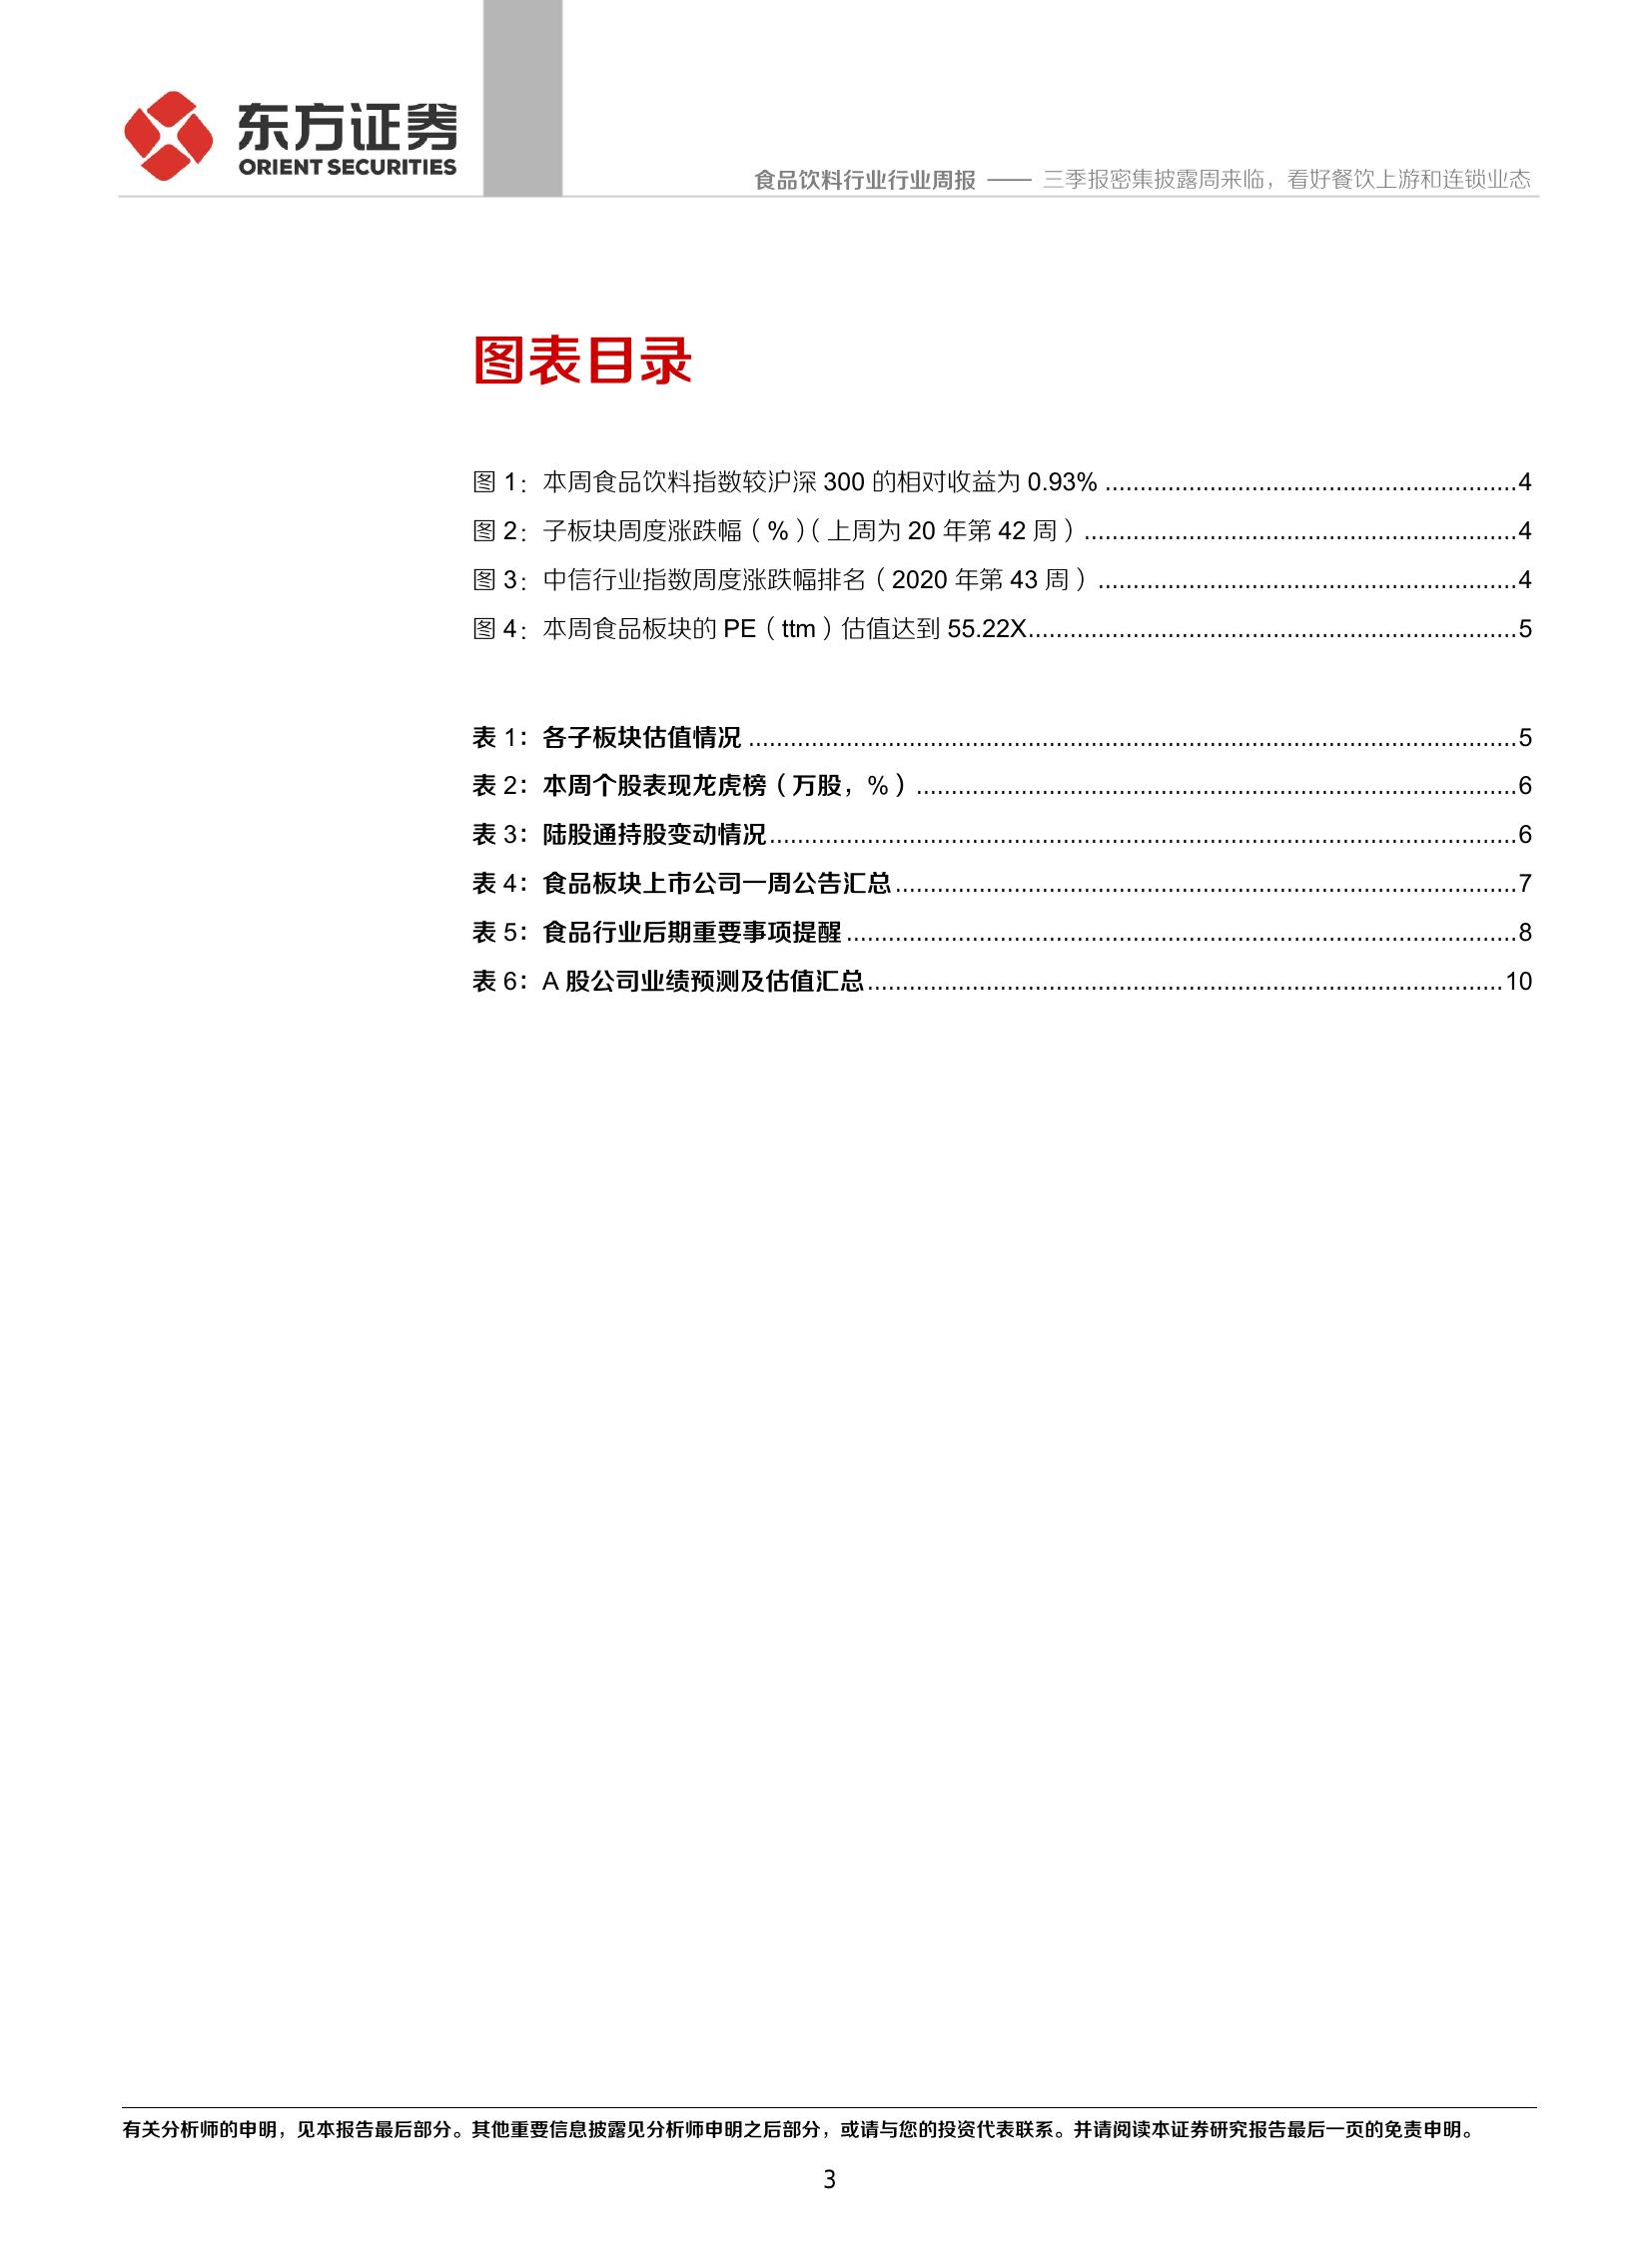 东方证券
ORIENT SECURITIES
食品饮料行业行业周报 —— 三季报密集披露周来临，看好餐饮上游和连锁业态
图表目录
图 1：本周食品饮料指数较沪深 300 的相对收益为 0.93% ........................................................... 4
图 2：子板块周度涨跌幅（%）（上周为 20 年第 42 周）.............................................................. 4
图 3：中信行业指数周度涨跌幅排名（2020 年第 43 周） ............................................................ 4
图 4：本周食品板块的 PE（ttm）估值达到 55.22X...................................................................... 5
表 1：各子板块估值情况 .............................................................................................................. 5
表 2：本周个股表现龙虎榜（万股，%）...................................................................................... 6
表 3：陆股通持股变动情况........................................................................................................... 6
表 4：食品板块上市公司一周公告汇总......................................................................................... 7
表 5：食品行业后期重要事项提醒 ................................................................................................ 8
表 6：A 股公司业绩预测及估值汇总........................................................................................... 10
有关分析师的申明，见本报告最后部分。其他重要信息披露见分析师申明之后部分，或请与您的投资代表联系。并请阅读本证券研究报告最后一页的免责申明。
3